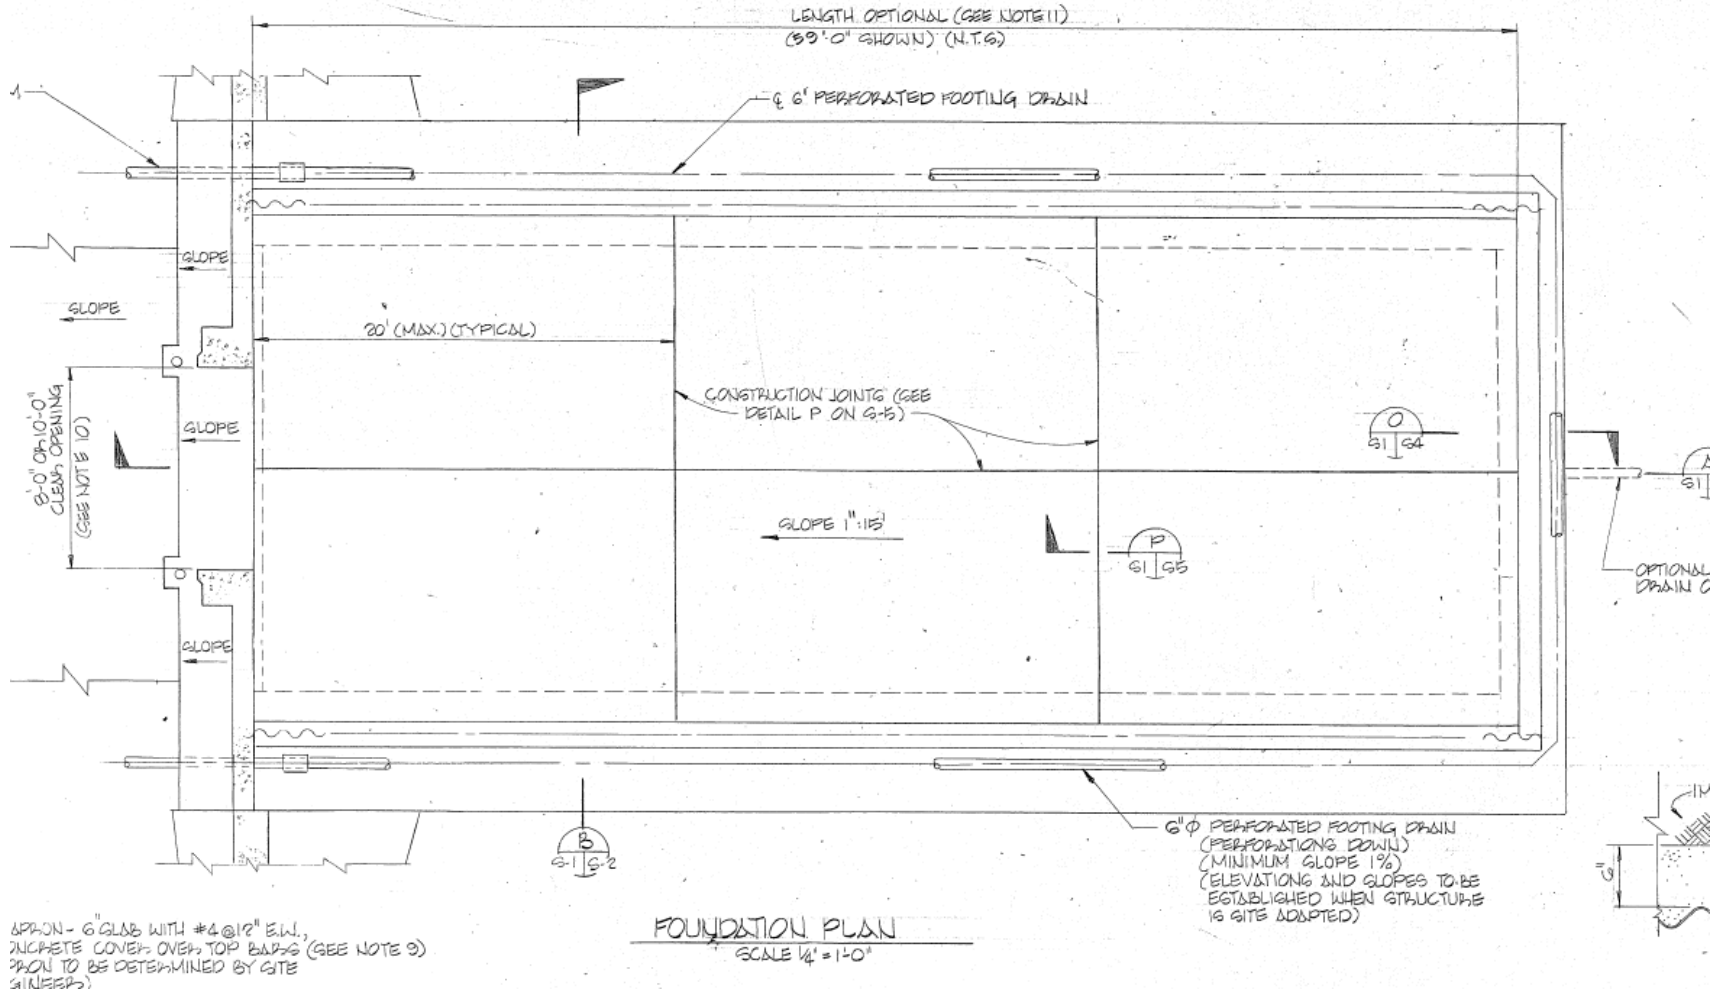 LENGTH OPTIONAL (SEE NOTE 11)
(59'-0" SHOWN) (N.T.S.)
℄ 6" PERFORATED FOOTING DRAIN
SLOPE
SLOPE
20' (MAX.) (TYPICAL)
8'-0" OR 10'-0"
CLEAR OPENING
(SEE NOTE 10)
SLOPE
CONSTRUCTION JOINTS (SEE
DETAIL P ON S-5)
O
S1 S4
A
S1
SLOPE 1":15'
P
S1 S5
OPTIONAL
DRAIN
SLOPE
B
S-1 S-2
6"φ PERFORATED FOOTING DRAIN
(PERFORATIONS DOWN)
(MINIMUM SLOPE 1%)
(ELEVATIONS AND SLOPES TO BE
ESTABLISHED WHEN STRUCTURE
IS SITE ADAPTED)
6"
FOUNDATION PLAN
SCALE 1/4" = 1'-0"
APRON - 6" SLAB WITH #4@12" E.W.,
ONCRETE COVER OVER TOP BARS (SEE NOTE 9)
PRON TO BE DETERMINED BY SITE
GINEER)